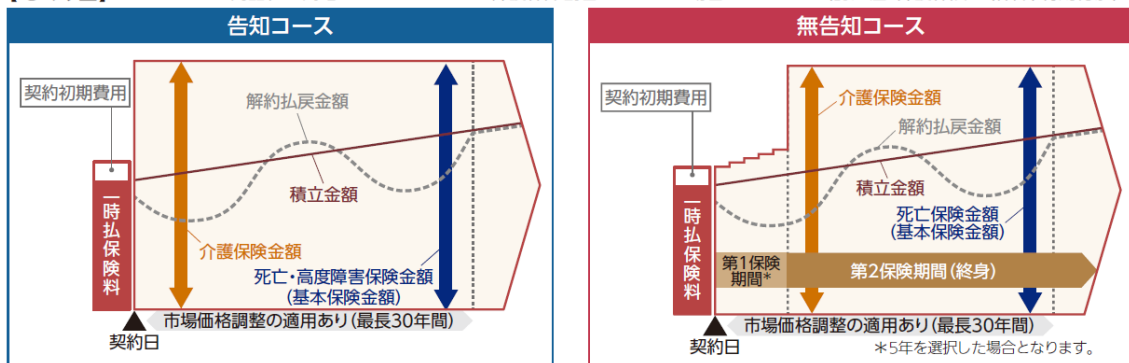 告知コース
契約初期費用
解約払戻金額
積立金額
一時払保険料
介護保険金額
死亡・高度障害保険金額
(基本保険金額)
市場価格調整の適用あり(最長30年間)
契約日
無告知コース
契約初期費用
介護保険金額
解約払戻金額
積立金額
一時払保険料
死亡保険金額
(基本保険金額)
第1保険
期間*
第2保険期間(終身)
市場価格調整の適用あり(最長30年間)
契約日
*5年を選択した場合となります。